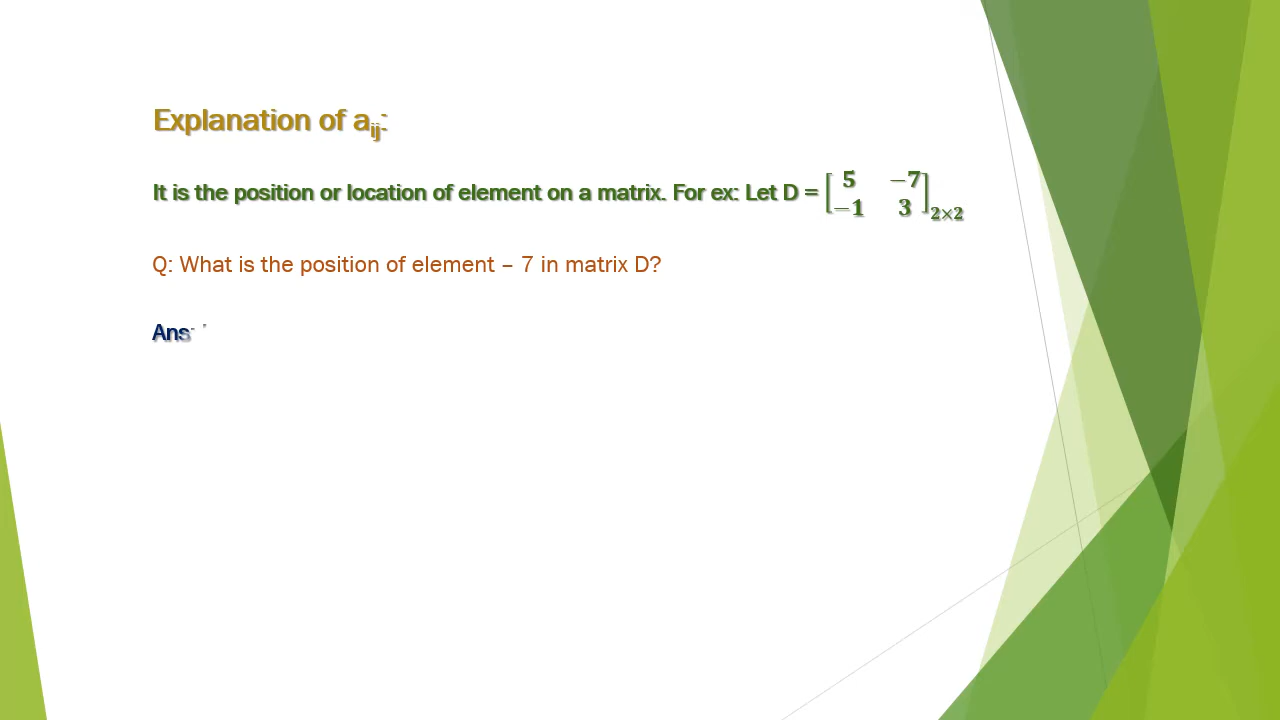 Explanation of aij:
It is the position or location of element on a matrix. For ex: Let D = [5 −7; −1 3]2×2
Q: What is the position of element – 7 in matrix D?
Ans